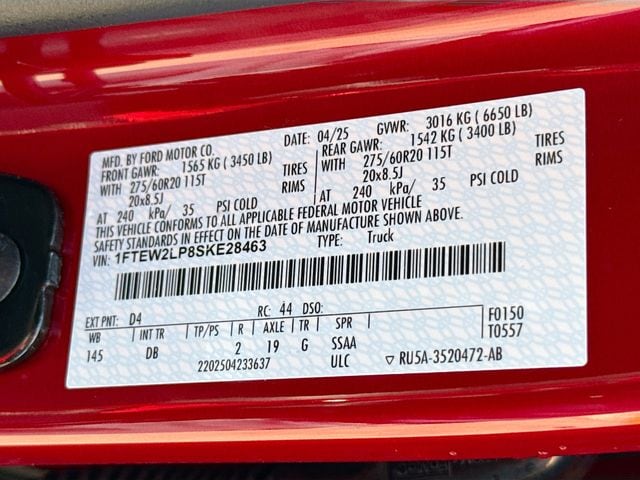 MFD. BY FORD MOTOR CO. DATE: 04/25 GVWR: 3016 KG ( 6650 LB)
FRONT GAWR: 1565 KG ( 3450 LB) REAR GAWR: 1542 KG ( 3400 LB)
WITH 275/60R20 115T TIRES WITH 275/60R20 115T TIRES
20x8.5J RIMS 20x8.5J RIMS
AT 240 kPa/ 35 PSI COLD AT 240 kPa/ 35 PSI COLD
THIS VEHICLE CONFORMS TO ALL APPLICABLE FEDERAL MOTOR VEHICLE
SAFETY STANDARDS IN EFFECT ON THE DATE OF MANUFACTURE SHOWN ABOVE.
VIN: 1FTEW2LP8SKE28463 TYPE: Truck
EXT PNT: D4 RC: 44 DSO: F0150
WB INT TR TP/PS R AXLE TR SPR T0557
145 DB 2 19 G SSAA
2202504233637 ULC ▽ RU5A-3520472-AB